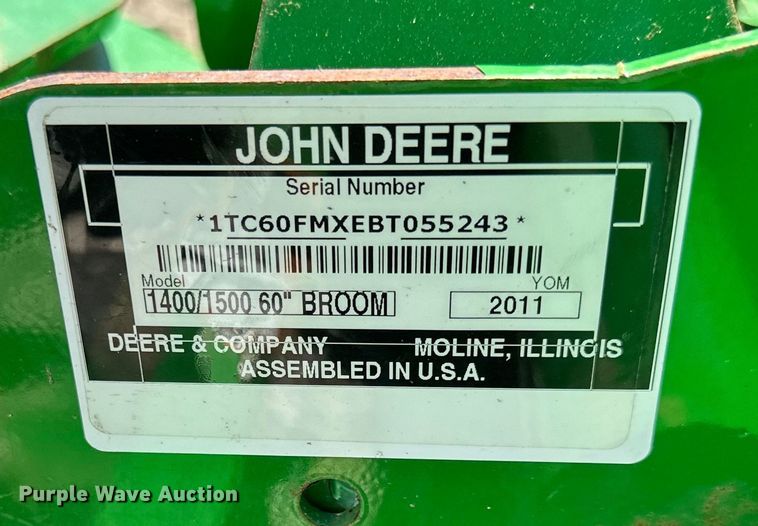 JOHN DEERE
Serial Number
*1TC60FMXEBT055243*
Model YOM
1400/1500 60" BROOM 2011
DEERE & COMPANY MOLINE, ILLINOIS
ASSEMBLED IN U.S.A.
Purple Wave Auction